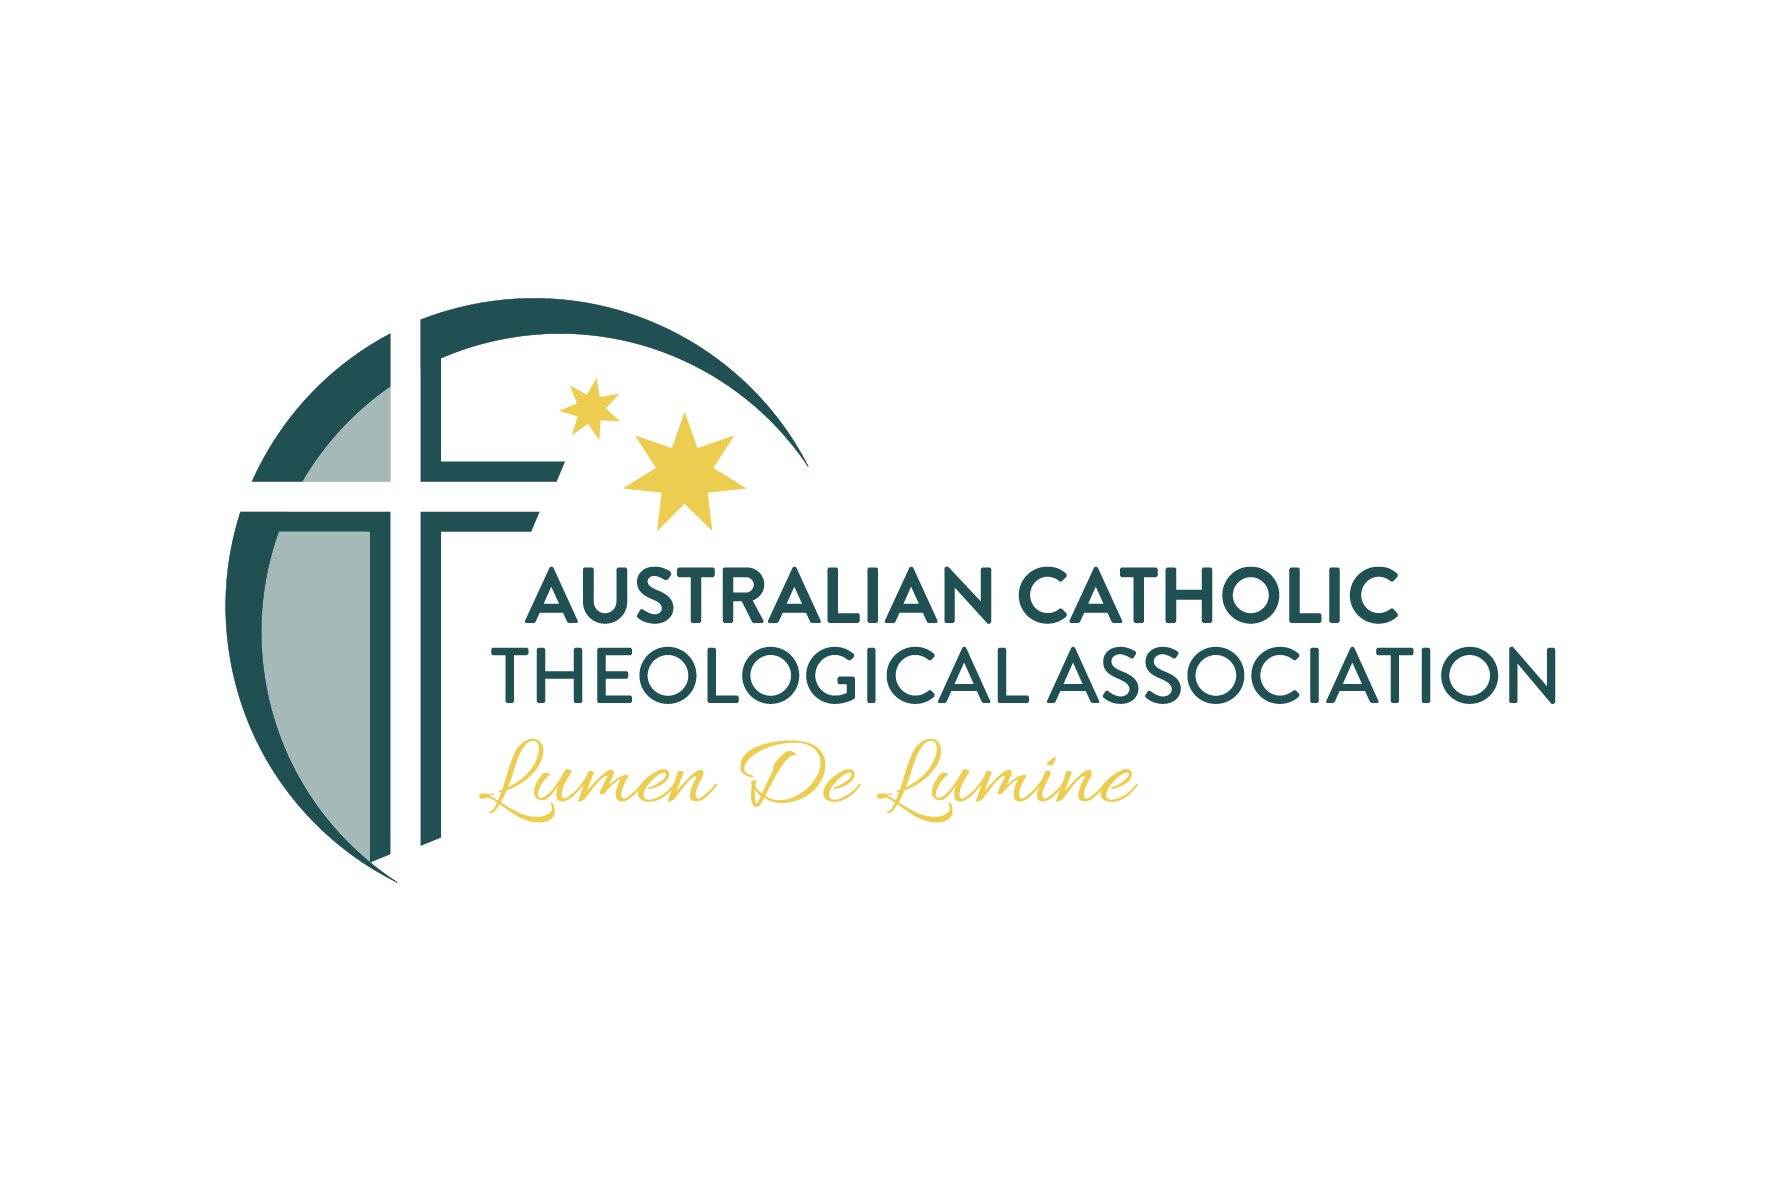 AUSTRALIAN CATHOLIC
THEOLOGICAL ASSOCIATION
Lumen De Lumine